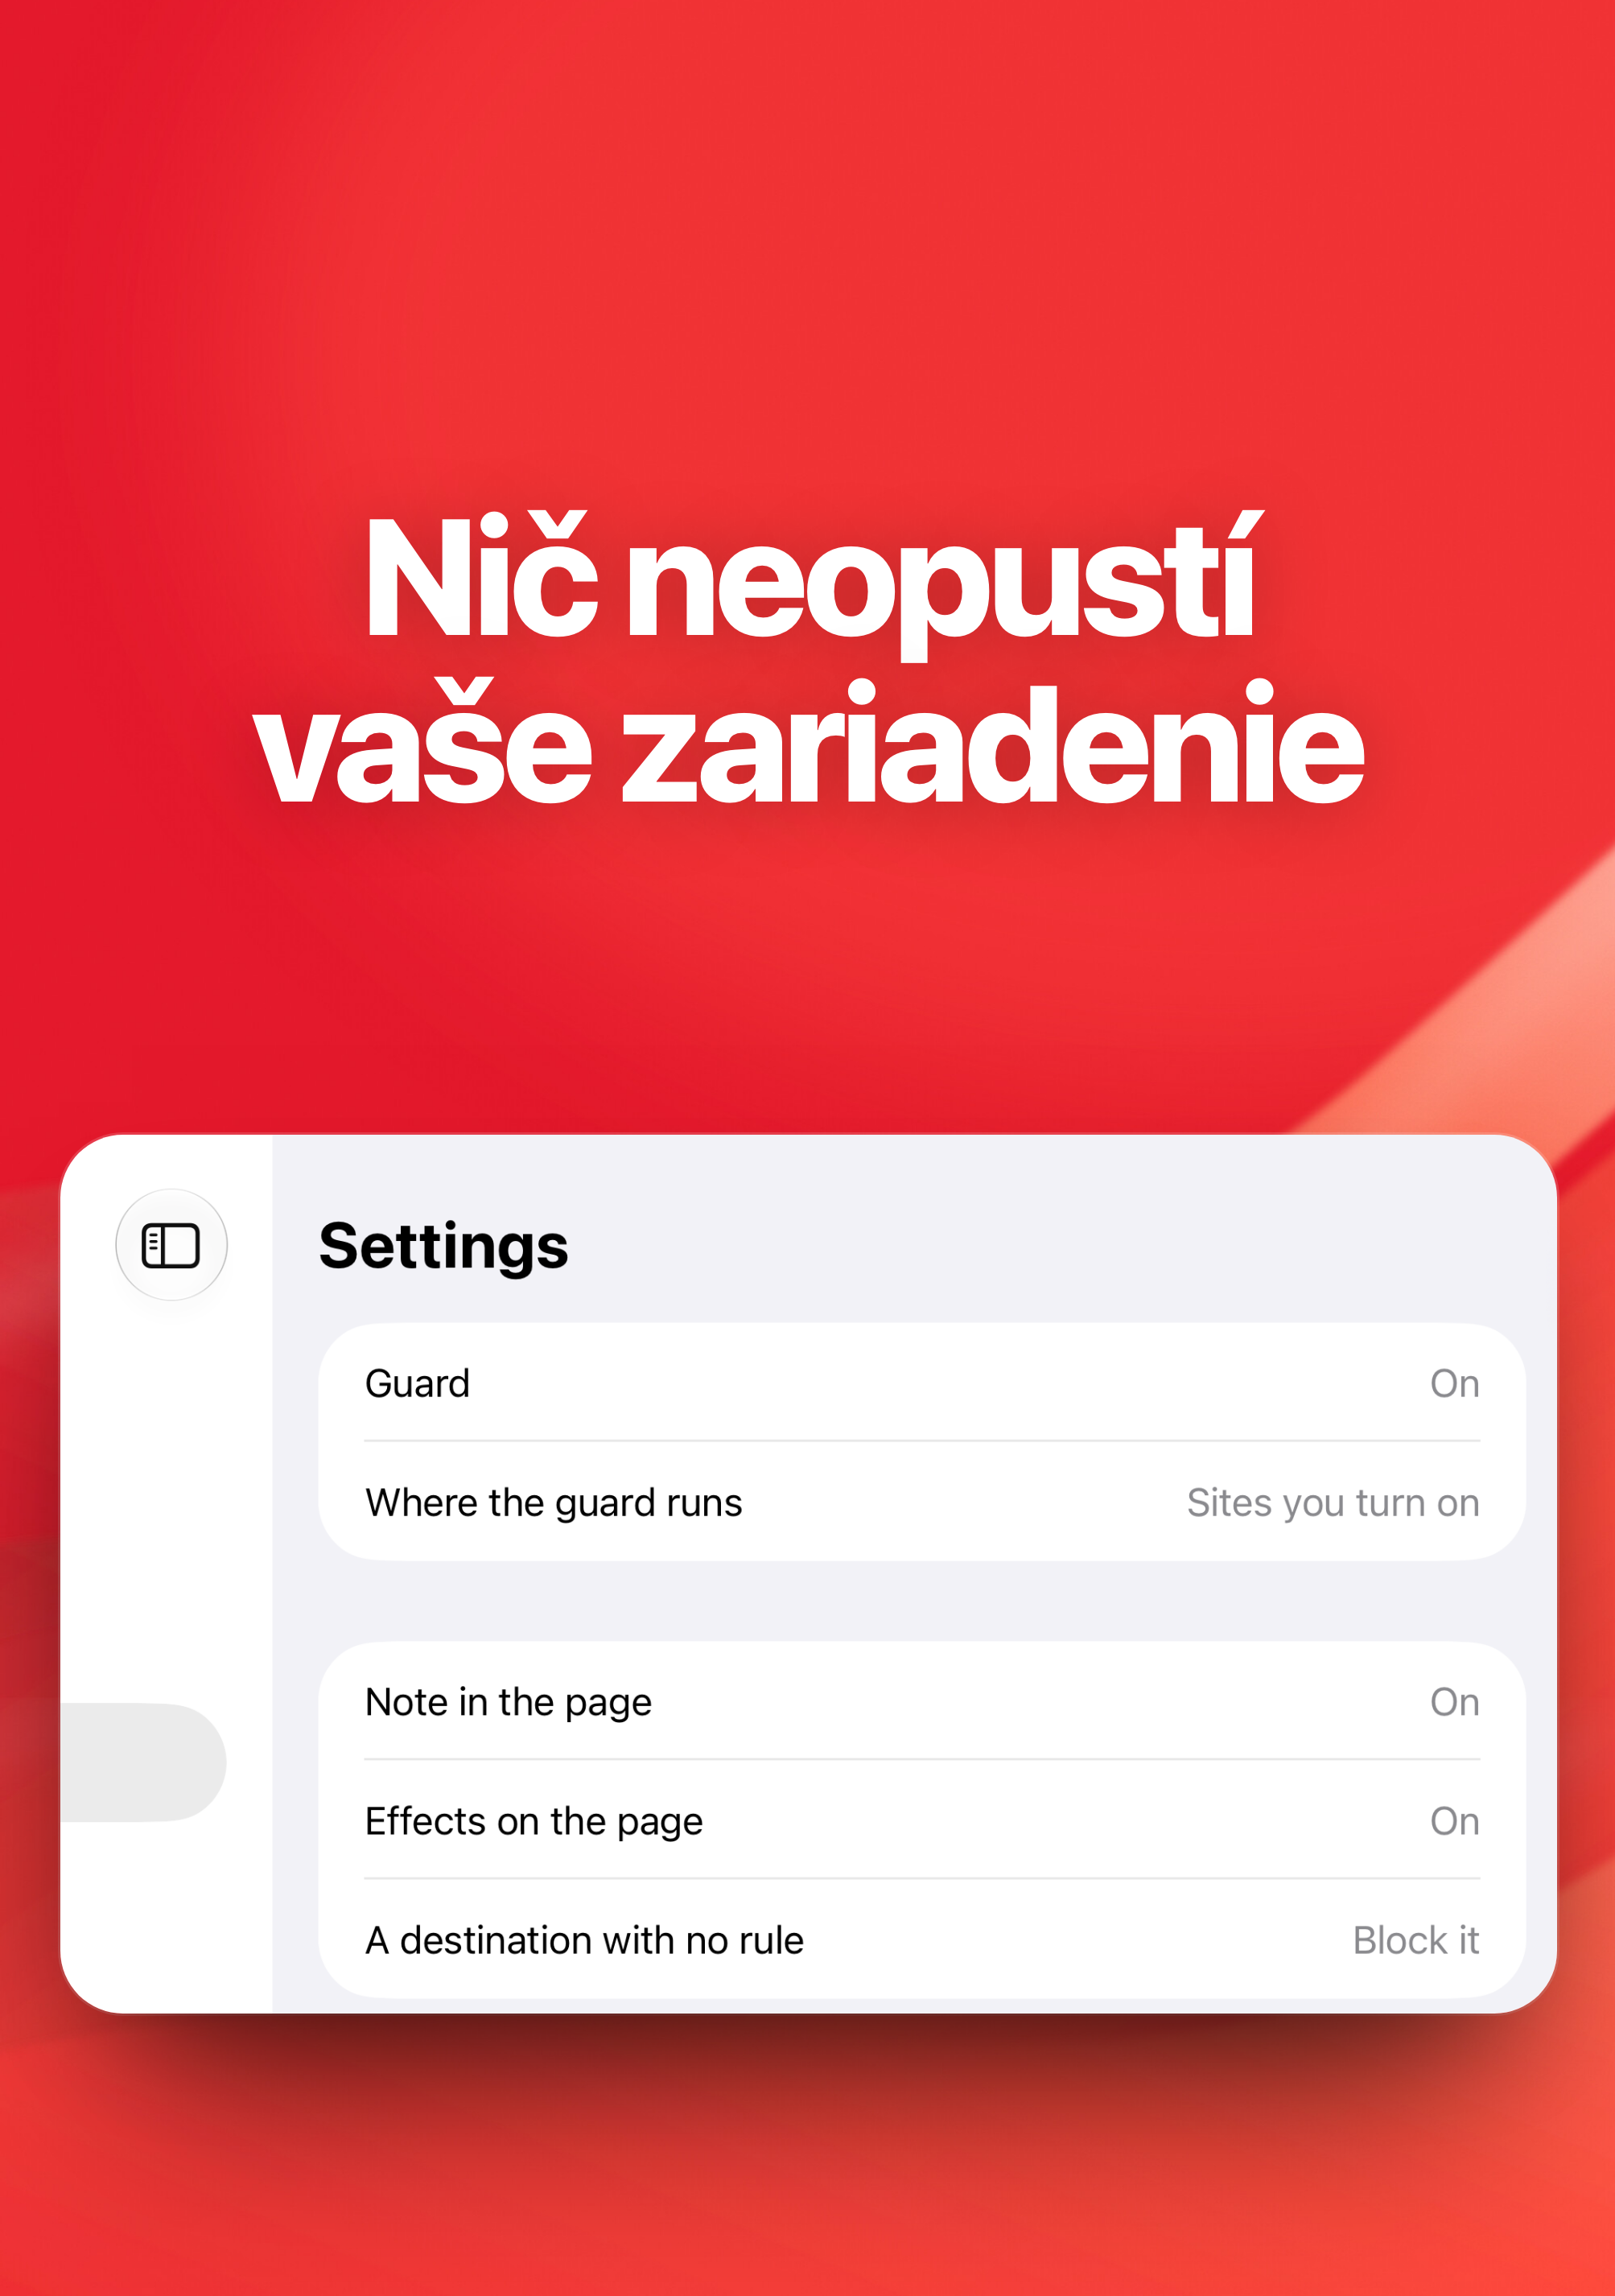 Nič neopustí
vaše zariadenie
Settings
Guard On
Where the guard runs Sites you turn on
Note in the page On
Effects on the page On
A destination with no rule Block it